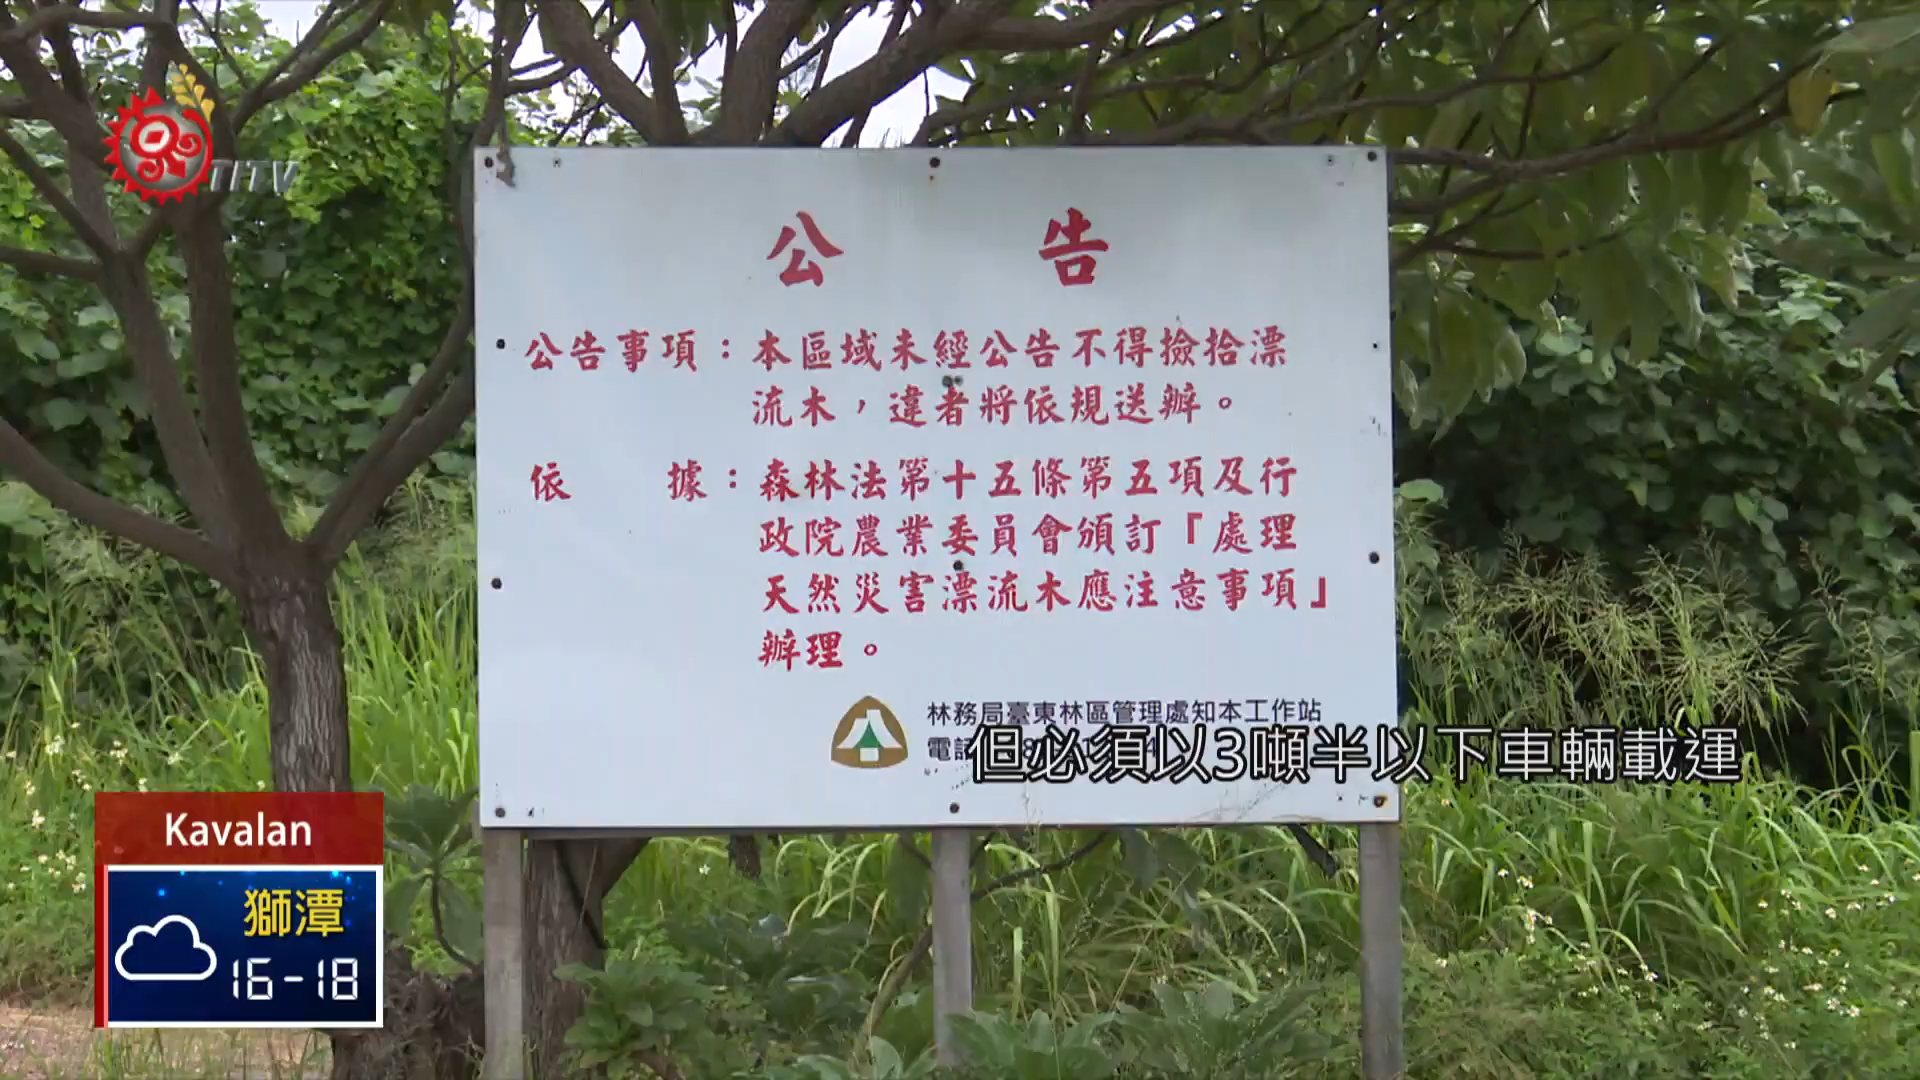 TITV
公告
公告事項：本區域未經公告不得撿拾漂
流木，違者將依規送辦。
依據：森林法第十五條第五項及行
政院農業委員會頒訂『處理
天然災害漂流木應注意事項』
辦理。
林務局臺東林區管理處知本工作站
但必須以3噸半以下車輛載運
Kavalan
獅潭
16-18